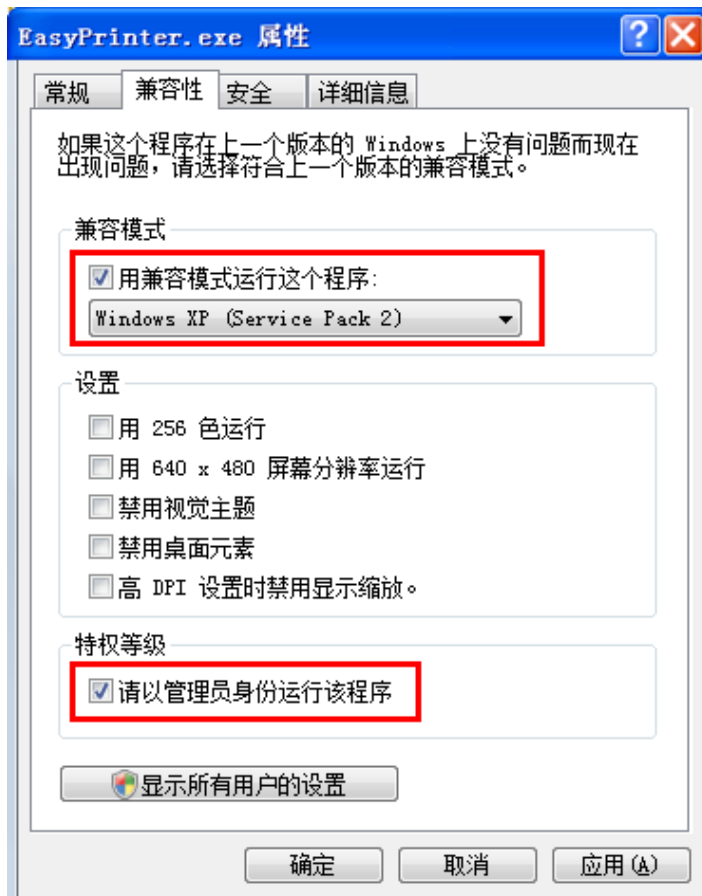 EasyPrinter.exe 属性
常规
兼容性
安全
详细信息
如果这个程序在上一个版本的 Windows 上没有问题而现在
出现问题，请选择符合上一个版本的兼容模式。
兼容模式
用兼容模式运行这个程序:
Windows XP (Service Pack 2)
设置
用 256 色运行
用 640 x 480 屏幕分辨率运行
禁用视觉主题
禁用桌面元素
高 DPI 设置时禁用显示缩放。
特权等级
请以管理员身份运行该程序
显示所有用户的设置
确定
取消
应用(A)